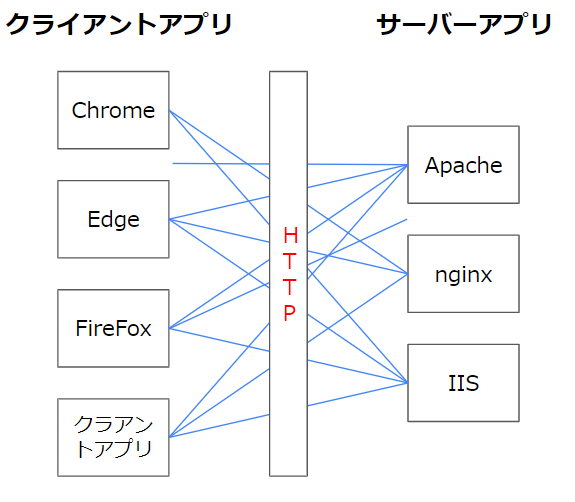 クライアントアプリ
サーバーアプリ
Chrome
Edge
FireFox
クラアン
トアプリ
H
T
T
P
Apache
nginx
IIS